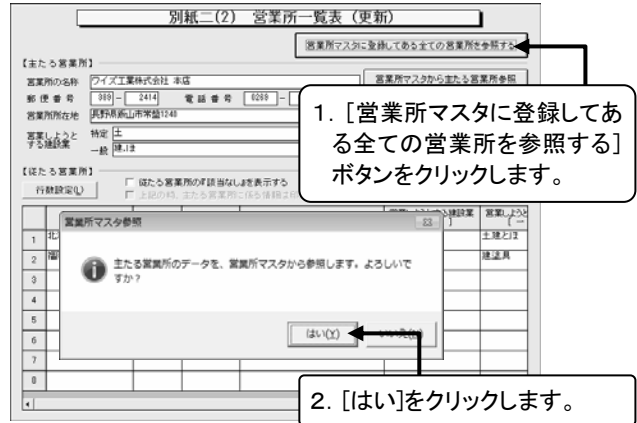 別紙二(2) 営業所一覧表(更新)
営業所マスタに登録してある全ての営業所を参照する
【主たる営業所】
営業所の名称 ワイズ工業株式会社 本店
営業所マスタから主たる営業所参照
郵便番号 389 - 2414 電話番号 0269 -
営業所所在地 長野県飯山市常盤1240
営業しようと
する建設業
特定 土
一般 建,ほ
1. [営業所マスタに登録してあ
る全ての営業所を参照する]
ボタンをクリックします。
【従たる営業所】
行数設定(L)
従たる営業所の『該当なし』を表示する
営業所マスタ参照
1 土建とほ
2 建塗具
主たる営業所のデータを、営業所マスタから参照します。よろしいで
すか?
3
4
5
はい(Y)
6
7
8
2. [はい]をクリックします。